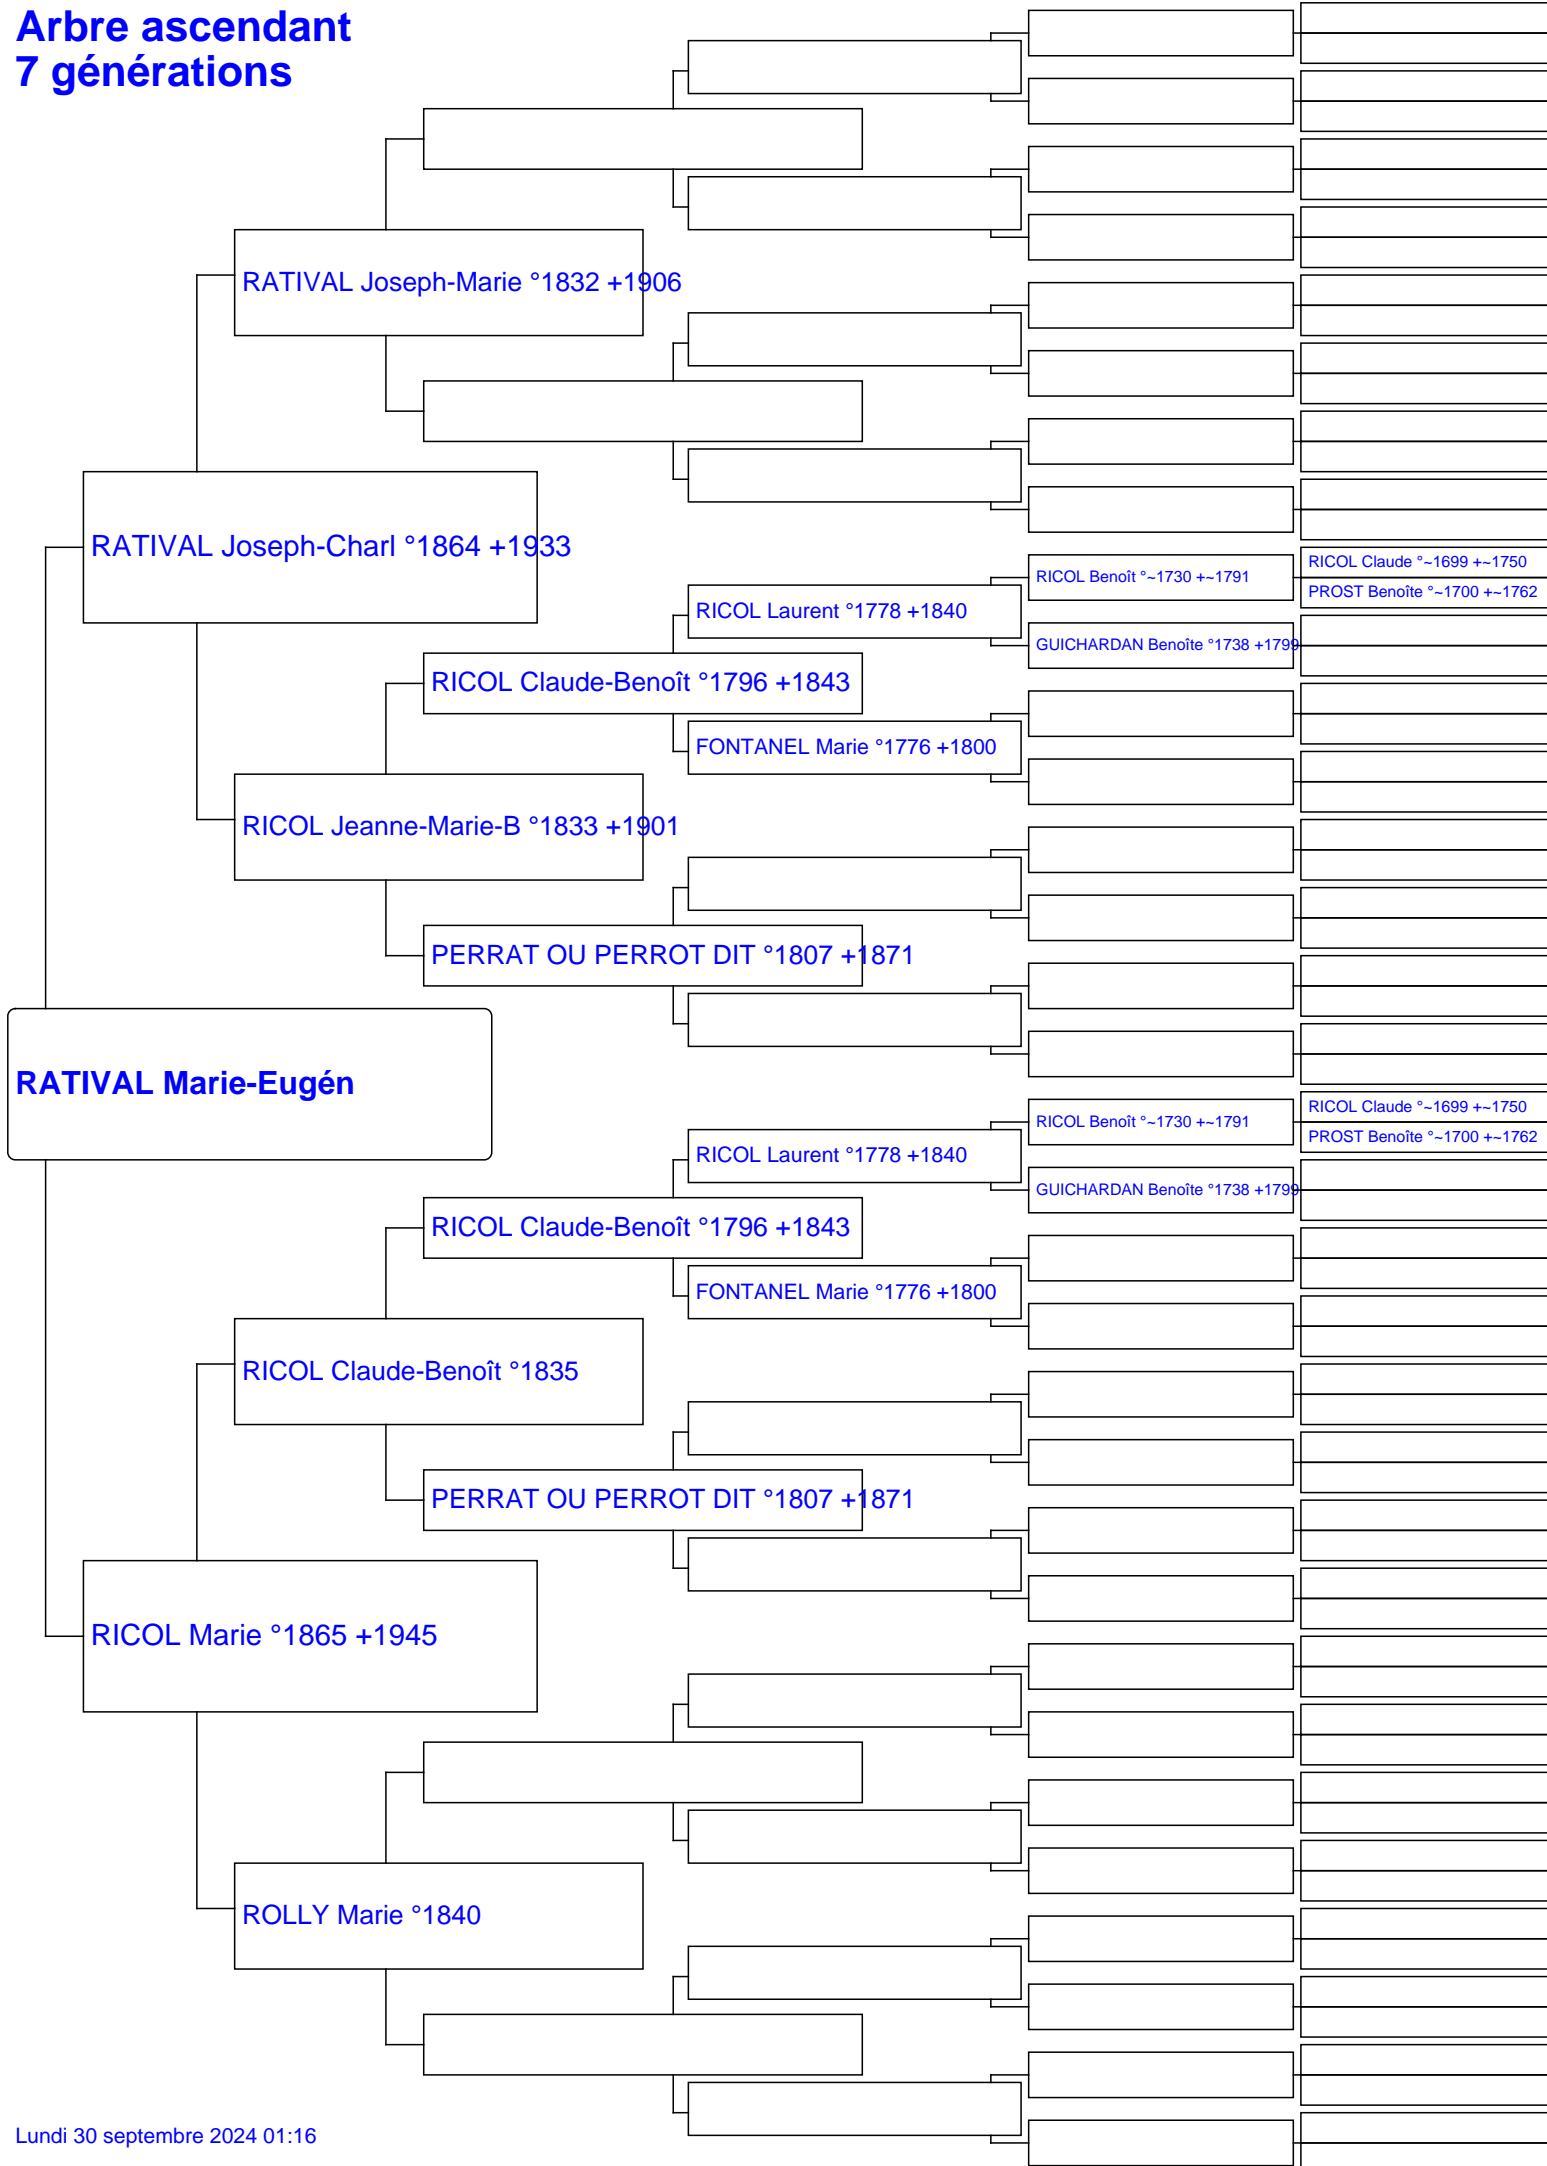 Arbre ascendant
7 générations
RATIVAL Joseph-Marie °1832 +1906
RATIVAL Joseph-Charl °1864 +1933
RICOL Claude °~1699 +~1750
RICOL Benoît °~1730 +~1791
PROST Benoîte °~1700 +~1762
RICOL Laurent °1778 +1840
GUICHARDAN Benoîte °1738 +1799
RICOL Claude-Benoît °1796 +1843
FONTANEL Marie °1776 +1800
RICOL Jeanne-Marie-B °1833 +1901
PERRAT OU PERROT DIT °1807 +1871
RATIVAL Marie-Eugén
RICOL Claude °~1699 +~1750
RICOL Benoît °~1730 +~1791
PROST Benoîte °~1700 +~1762
RICOL Laurent °1778 +1840
GUICHARDAN Benoîte °1738 +1799
RICOL Claude-Benoît °1796 +1843
FONTANEL Marie °1776 +1800
RICOL Claude-Benoît °1835
PERRAT OU PERROT DIT °1807 +1871
RICOL Marie °1865 +1945
ROLLY Marie °1840
Lundi 30 septembre 2024 01:16